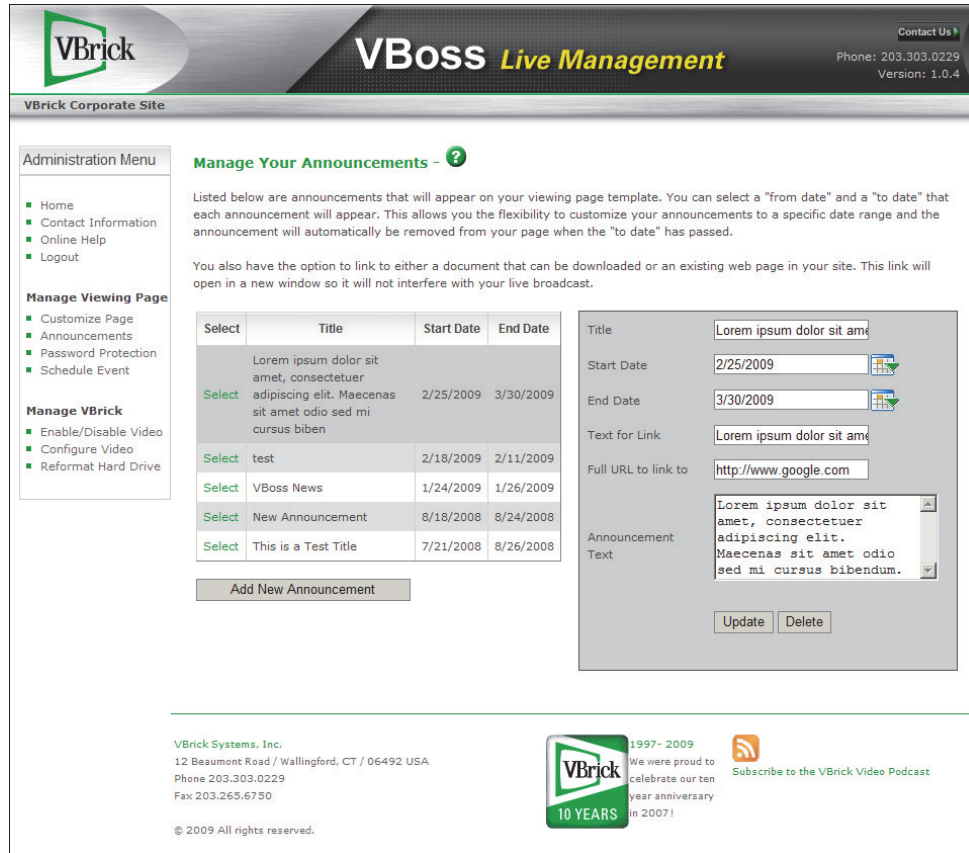 VBrick
VBoss Live Management
Contact Us
Phone: 203.303.0229
Version: 1.0.4
VBrick Corporate Site
Administration Menu
Home
Contact Information
Online Help
Logout
Manage Viewing Page
Customize Page
Announcements
Password Protection
Schedule Event
Manage VBrick
Enable/Disable Video
Configure Video
Reformat Hard Drive
Manage Your Announcements - ?
Listed below are announcements that will appear on your viewing page template. You can select a "from date" and a "to date" that
each announcement will appear. This allows you the flexibility to customize your announcements to a specific date range and the
announcement will automatically be removed from your page when the "to date" has passed.
You also have the option to link to either a document that can be downloaded or an existing web page in your site. This link will
open in a new window so it will not interfere with your live broadcast.
Select Title Start Date End Date
Select Lorem ipsum dolor sit
amet, consectetuer
adipiscing elit. Maecenas
sit amet odio sed mi
cursus biben 2/25/2009 3/30/2009
Select test 2/18/2009 2/11/2009
Select VBoss News 1/24/2009 1/26/2009
Select New Announcement 8/18/2008 8/24/2008
Select This is a Test Title 7/21/2008 8/26/2008
Add New Announcement
Title Lorem ipsum dolor sit ame
Start Date 2/25/2009
End Date 3/30/2009
Text for Link Lorem ipsum dolor sit ame
Full URL to link to http://www.google.com
Announcement
Text
Lorem ipsum dolor sit
amet, consectetuer
adipiscing elit.
Maecenas sit amet odio
sed mi cursus bibendum.
Update Delete
VBrick Systems, Inc.
12 Beaumont Road / Wallingford, CT / 06492 USA
Phone 203.303.0229
Fax 203.265.6750
© 2009 All rights reserved.
VBrick
10 YEARS
1997- 2009
We were proud to
celebrate our ten
year anniversary
in 2007!
Subscribe to the VBrick Video Podcast